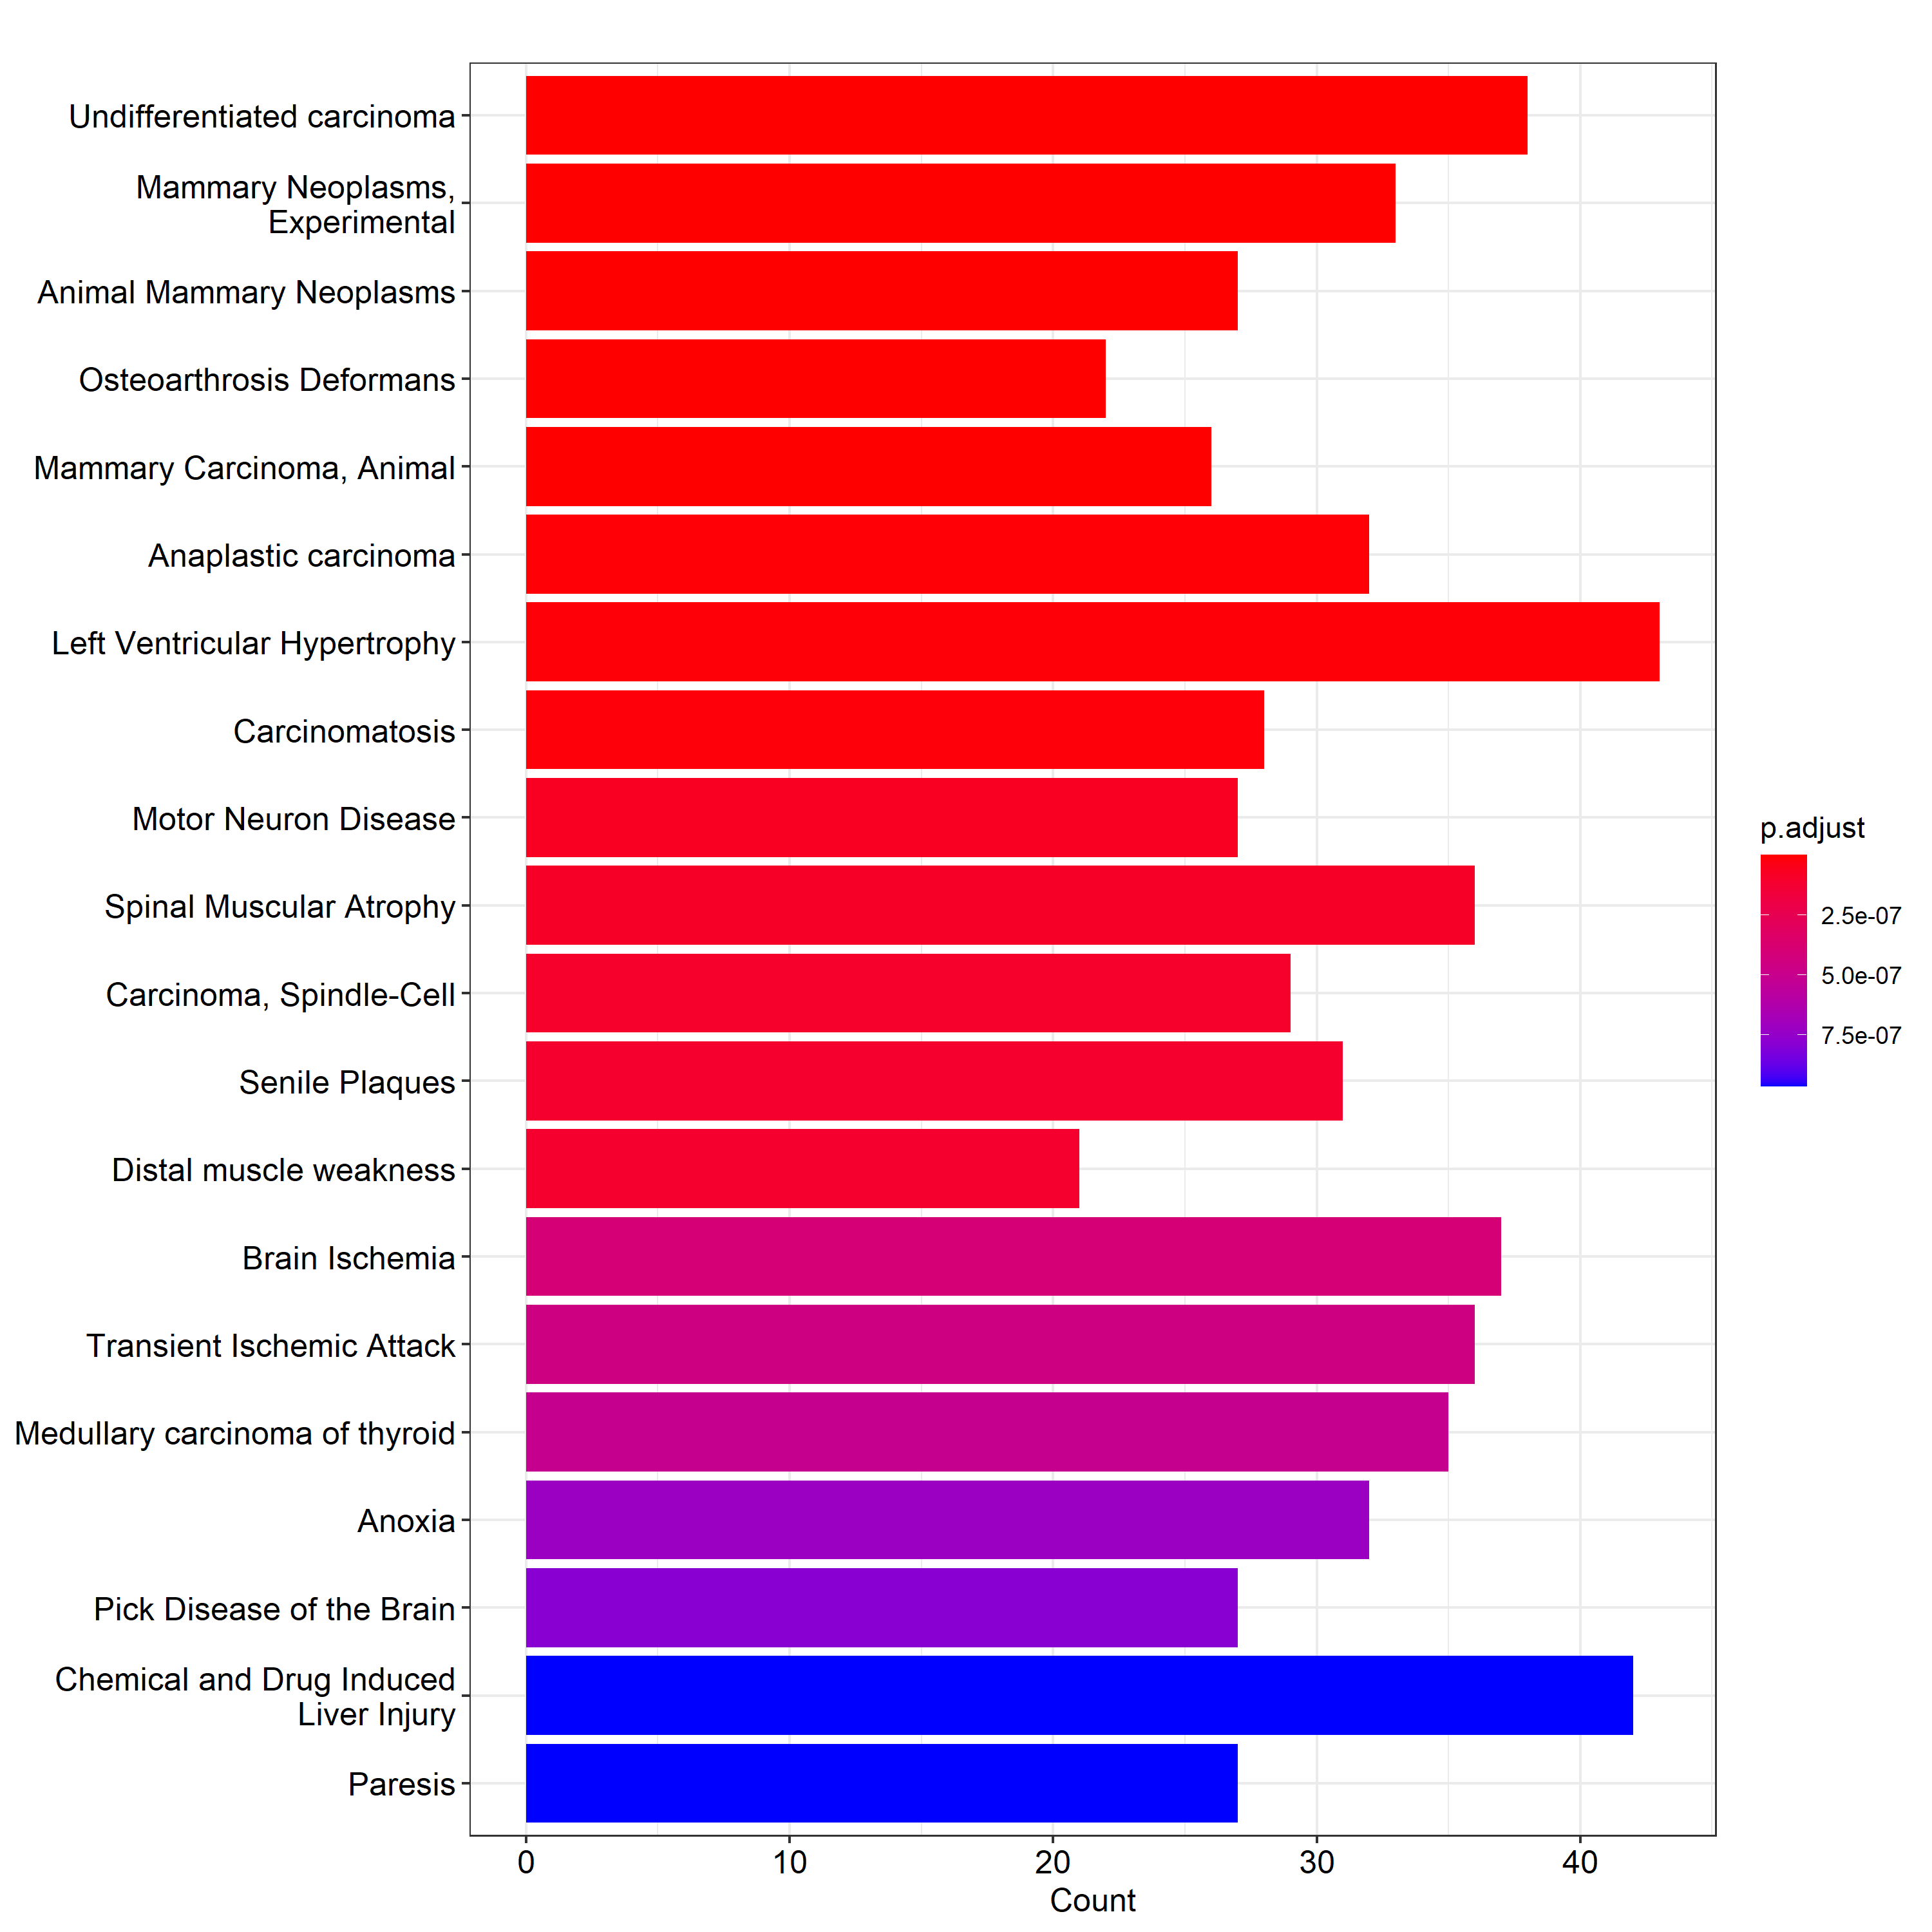 Undifferentiated carcinoma
Mammary Neoplasms,
Experimental
Animal Mammary Neoplasms
Osteoarthrosis Deformans
Mammary Carcinoma, Animal
Anaplastic carcinoma
Left Ventricular Hypertrophy
Carcinomatosis
Motor Neuron Disease
Spinal Muscular Atrophy
Carcinoma, Spindle-Cell
Senile Plaques
Distal muscle weakness
Brain Ischemia
Transient Ischemic Attack
Medullary carcinoma of thyroid
Anoxia
Pick Disease of the Brain
Chemical and Drug Induced
Liver Injury
Paresis
0 10 20 30 40
Count
p.adjust
2.5e-07
5.0e-07
7.5e-07